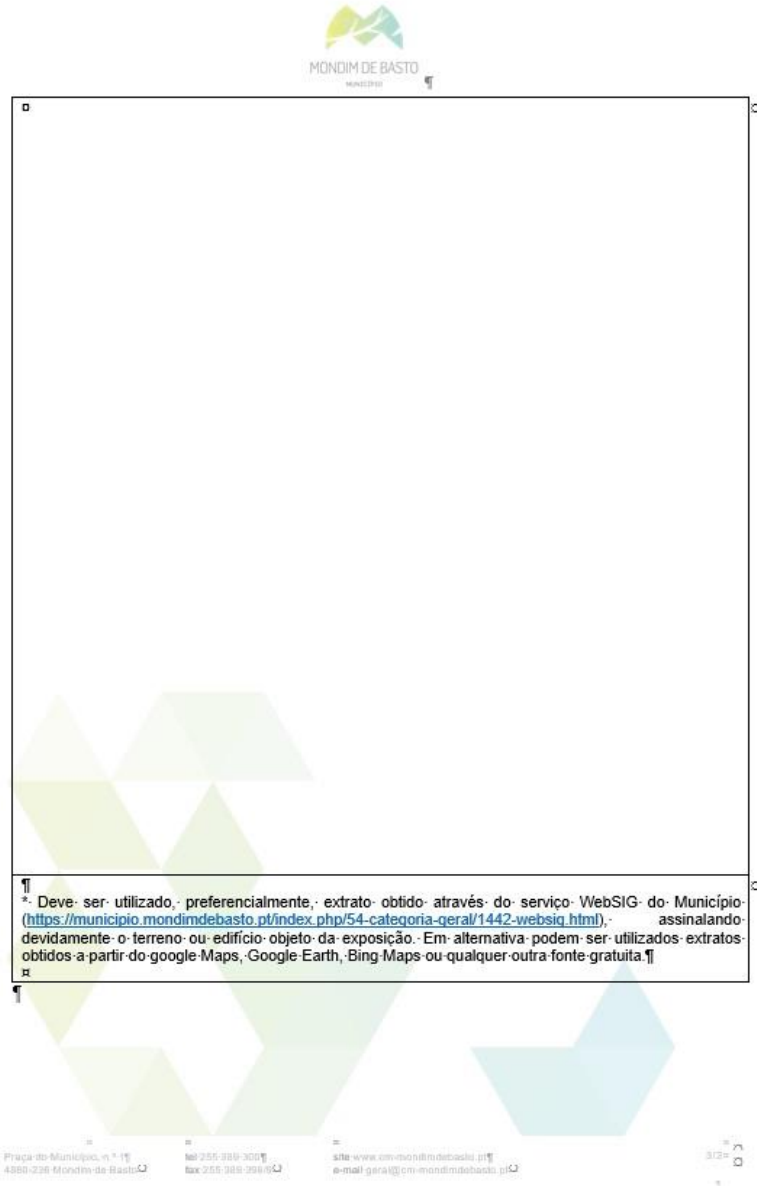 MONDIM DE BASTO
MUNICÍPIO
* Deve ser utilizado, preferencialmente, extrato obtido através do serviço WebSIG do Município
(https://municipio.mondimdebasto.pt/index.php/54-categoria-geral/1442-websig.html), assinalando
devidamente o terreno ou edifício objeto da exposição. Em alternativa podem ser utilizados extratos
obtidos a partir do google Maps, Google Earth, Bing Maps ou qualquer outra fonte gratuita.
Praça do Município, n.º 1 tel 255 389 300 site www.cm-mondimdebasto.pt 3/3
4880-236 Mondim de Basto fax 255 389 398/9 e-mail geral@cm-mondimdebasto.pt